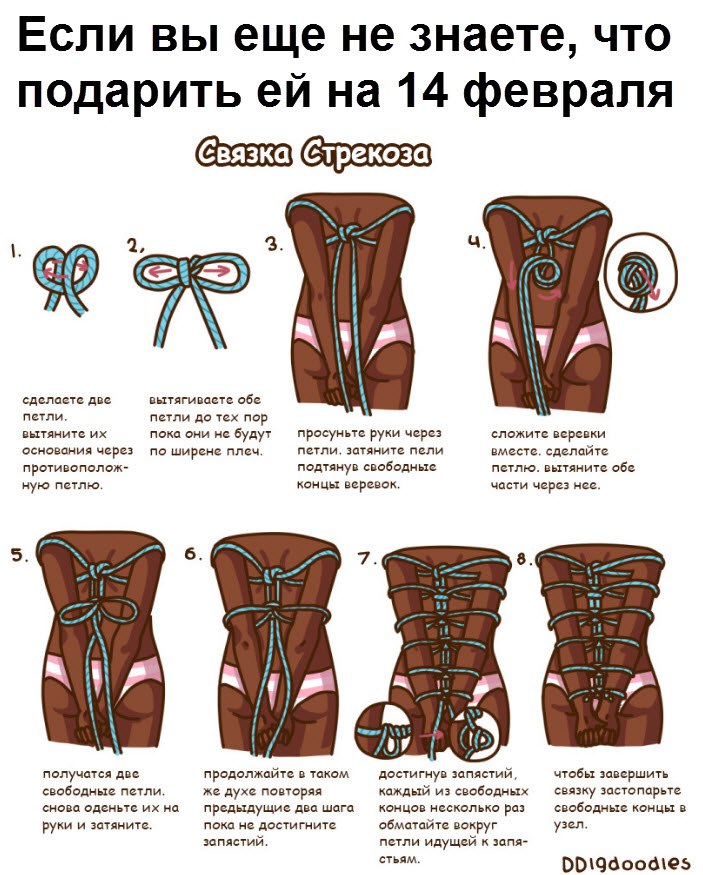 Если вы еще не знаете, что
подарить ей на 14 февраля
Связка Стрекоза
1.
2,
3.
4.
сделаете две
петли.
вытяните их
основания через
противополож-
ную петлю.
вытягиваете обе
петли до тех пор
пока они не будут
по ширене плеч.
просуньте руки через
петли. затяните пели
подтянув свободные
концы веревок.
сложите веревки
вместе. сделайте
петлю. вытяните обе
части через нее.
5.
6.
7.
8.
получатся две
свободные петли.
снова оденьте их на
руки и затяните.
продолжайте в таком
же духе повторяя
предыдущие два шага
пока не достигните
запястий.
достигнув запястий,
каждый из свободных
концов несколько раз
обматайте вокруг
петли идущей к запя-
стьям.
чтобы завершить
связку застопарьте
свободные концы в
узел.
DD19doodles